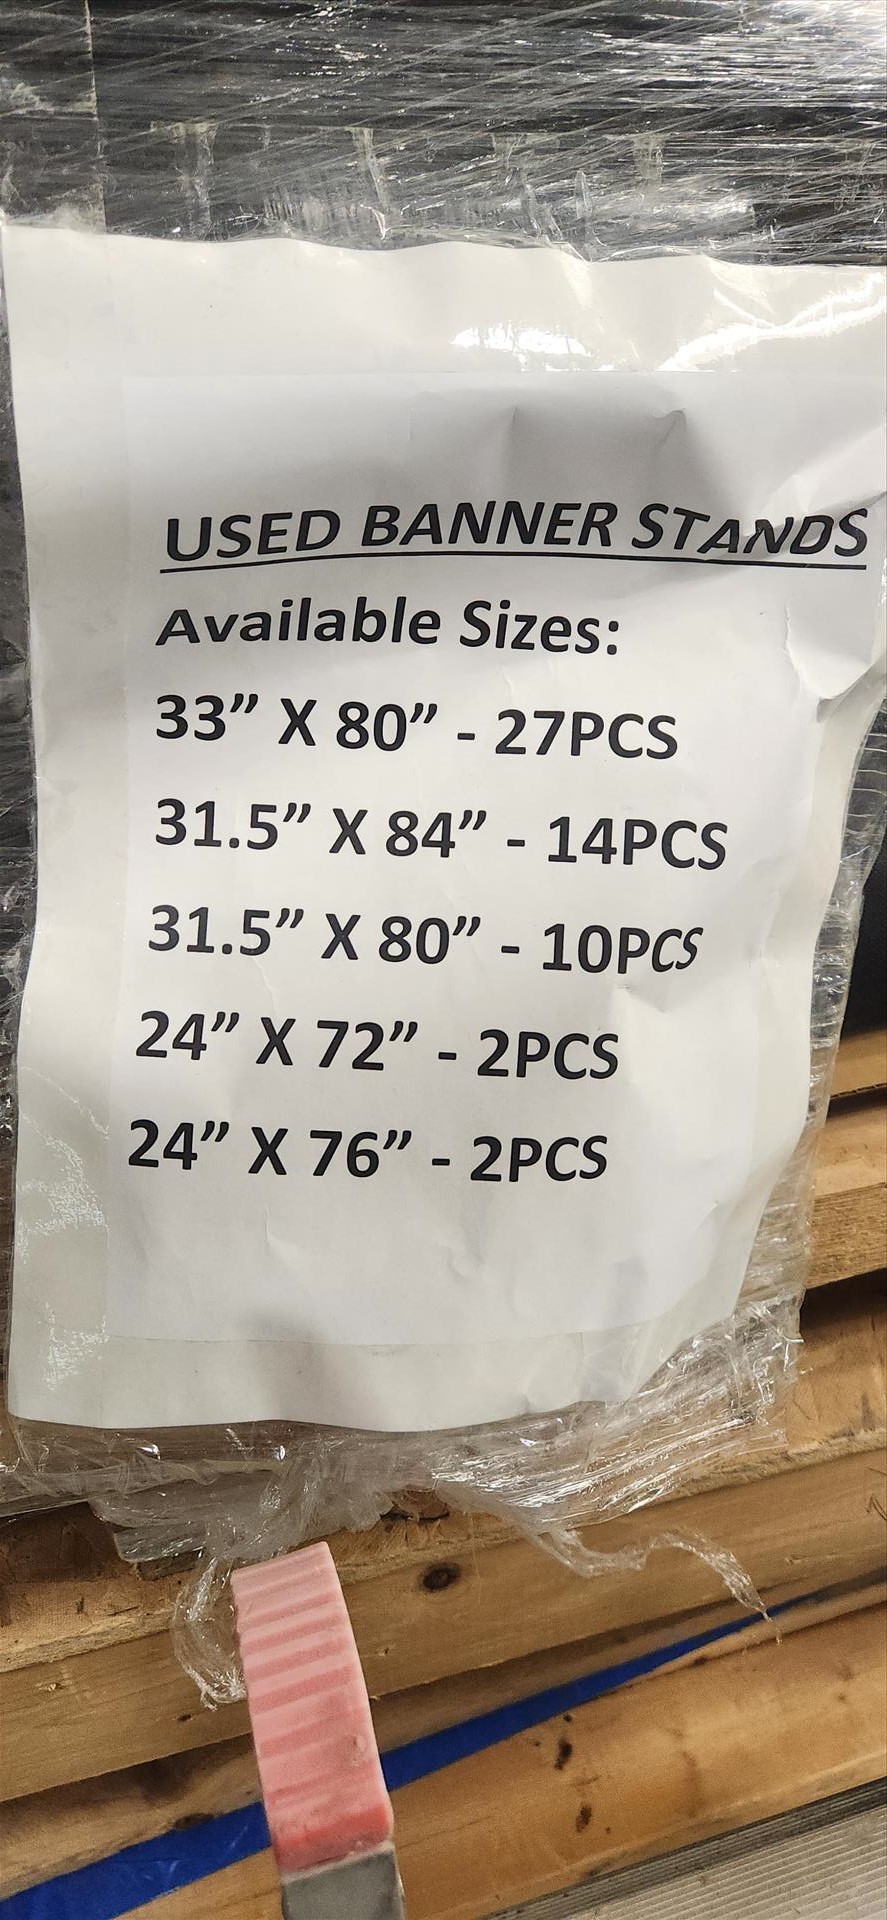 USED BANNER STANDS
Available Sizes:
33” X 80” - 27PCS
31.5” X 84” - 14PCS
31.5” X 80” - 10PCS
24” X 72” - 2PCS
24” X 76” - 2PCS